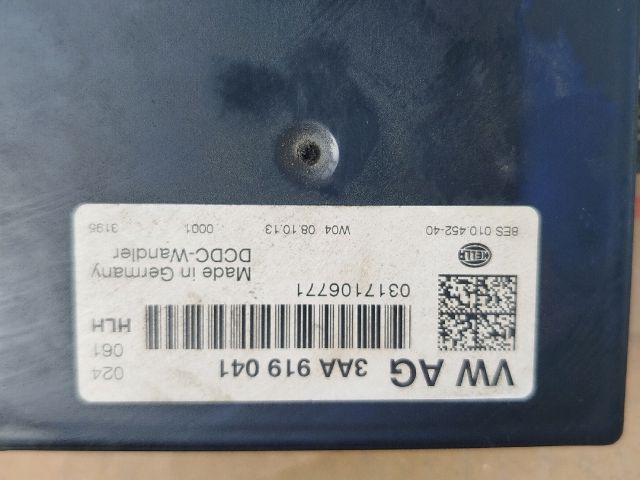 VW AG 3AA 919 041
024
061
HLH
0317106771
Made in Germany
DCDC-Wandler
HELLA
8ES 010.452-40 W04 08.10.13 0001 3195